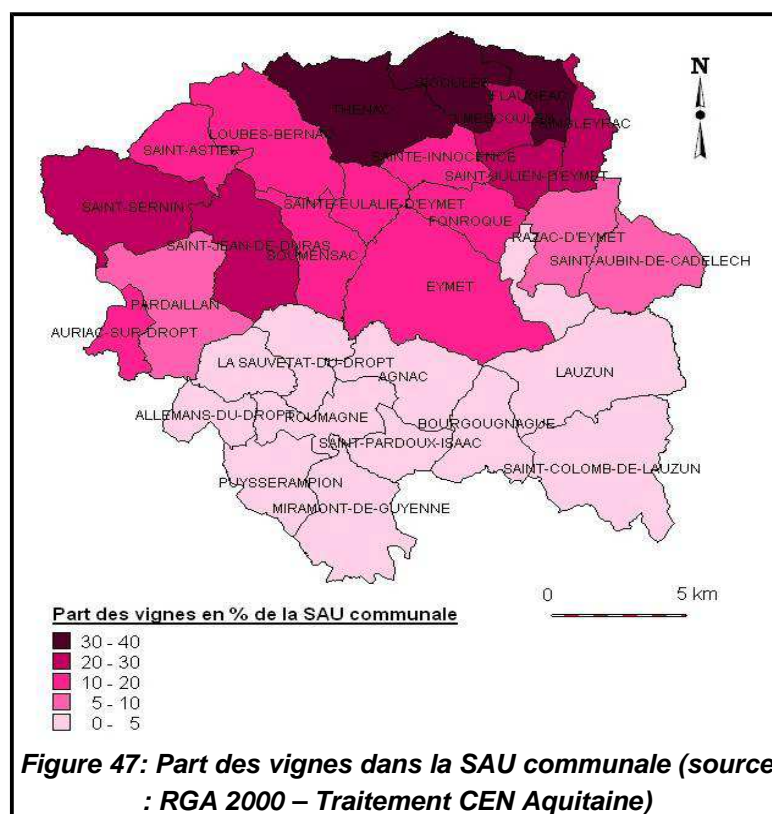 N
SIGOULES
THENAC
FLAUGEAC
SINGLEYRAC
LOUBES-BERNAC
SAINT-ASTIER
SAINTE-INNOCENCE
SAINT-JULIEN-D'EYMET
SAINT-SERNIN
SAINTE-EULALIE-D'EYMET
FONROQUE
SAINT-JEAN-DE-DURAS
RAZAC-D'EYMET
SOUMENSAC
SAINT-AUBIN-DE-CADELECH
EYMET
PARDAILLAN
AURIAC-SUR-DROPT
LA SAUVETAT-DU-DROPT
LAUZUN
AGNAC
ALLEMANS-DU-DROPT
ROUMAGNE
BOURGOUGNAGUE
SAINT-PARDOUX-ISAAC
SAINT-COLOMB-DE-LAUZUN
PUYSSERAMPION
MIRAMONT-DE-GUYENNE
0 5 km
Part des vignes en % de la SAU communale
30 - 40
20 - 30
10 - 20
5 - 10
0 - 5
Figure 47: Part des vignes dans la SAU communale (source
: RGA 2000 – Traitement CEN Aquitaine)